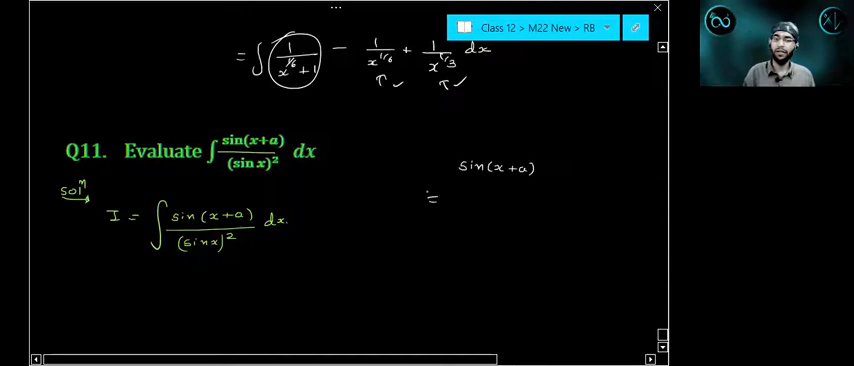 Class 12 > M22 New > RB
= ∫ 1/(x^(1/6) + 1) − 1/x^(1/6) + 1/x^(1/3) dx
Q11. Evaluate ∫ sin(x+a)/(sin x)² dx
Solⁿ
sin(x+a)
I = ∫ sin(x+a)/(sinx)² dx.
=